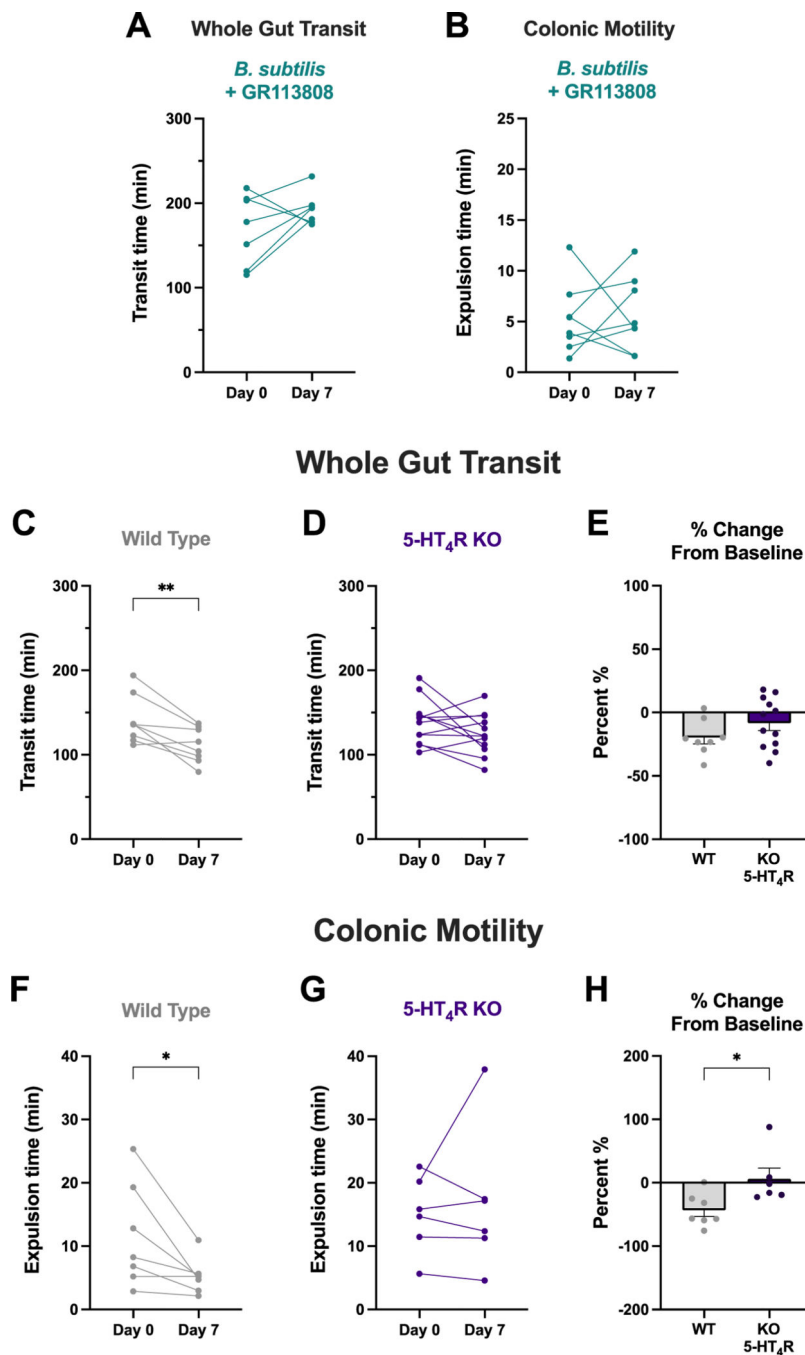 A Whole Gut Transit
B. subtilis
+ GR113808
Transit time (min)
300
200
100
0
Day 0 Day 7
B Colonic Motility
B. subtilis
+ GR113808
Expulsion time (min)
25
20
15
10
5
0
Day 0 Day 7
Whole Gut Transit
C Wild Type
**
Transit time (min)
300
200
100
0
Day 0 Day 7
D 5-HT₄R KO
Transit time (min)
300
200
100
0
Day 0 Day 7
E % Change
From Baseline
Percent %
100
50
0
-50
-100
WT KO
5-HT₄R
Colonic Motility
F Wild Type
*
Expulsion time (min)
40
30
20
10
0
Day 0 Day 7
G 5-HT₄R KO
Expulsion time (min)
40
30
20
10
0
Day 0 Day 7
H % Change
From Baseline
*
Percent %
200
100
0
-100
-200
WT KO
5-HT₄R